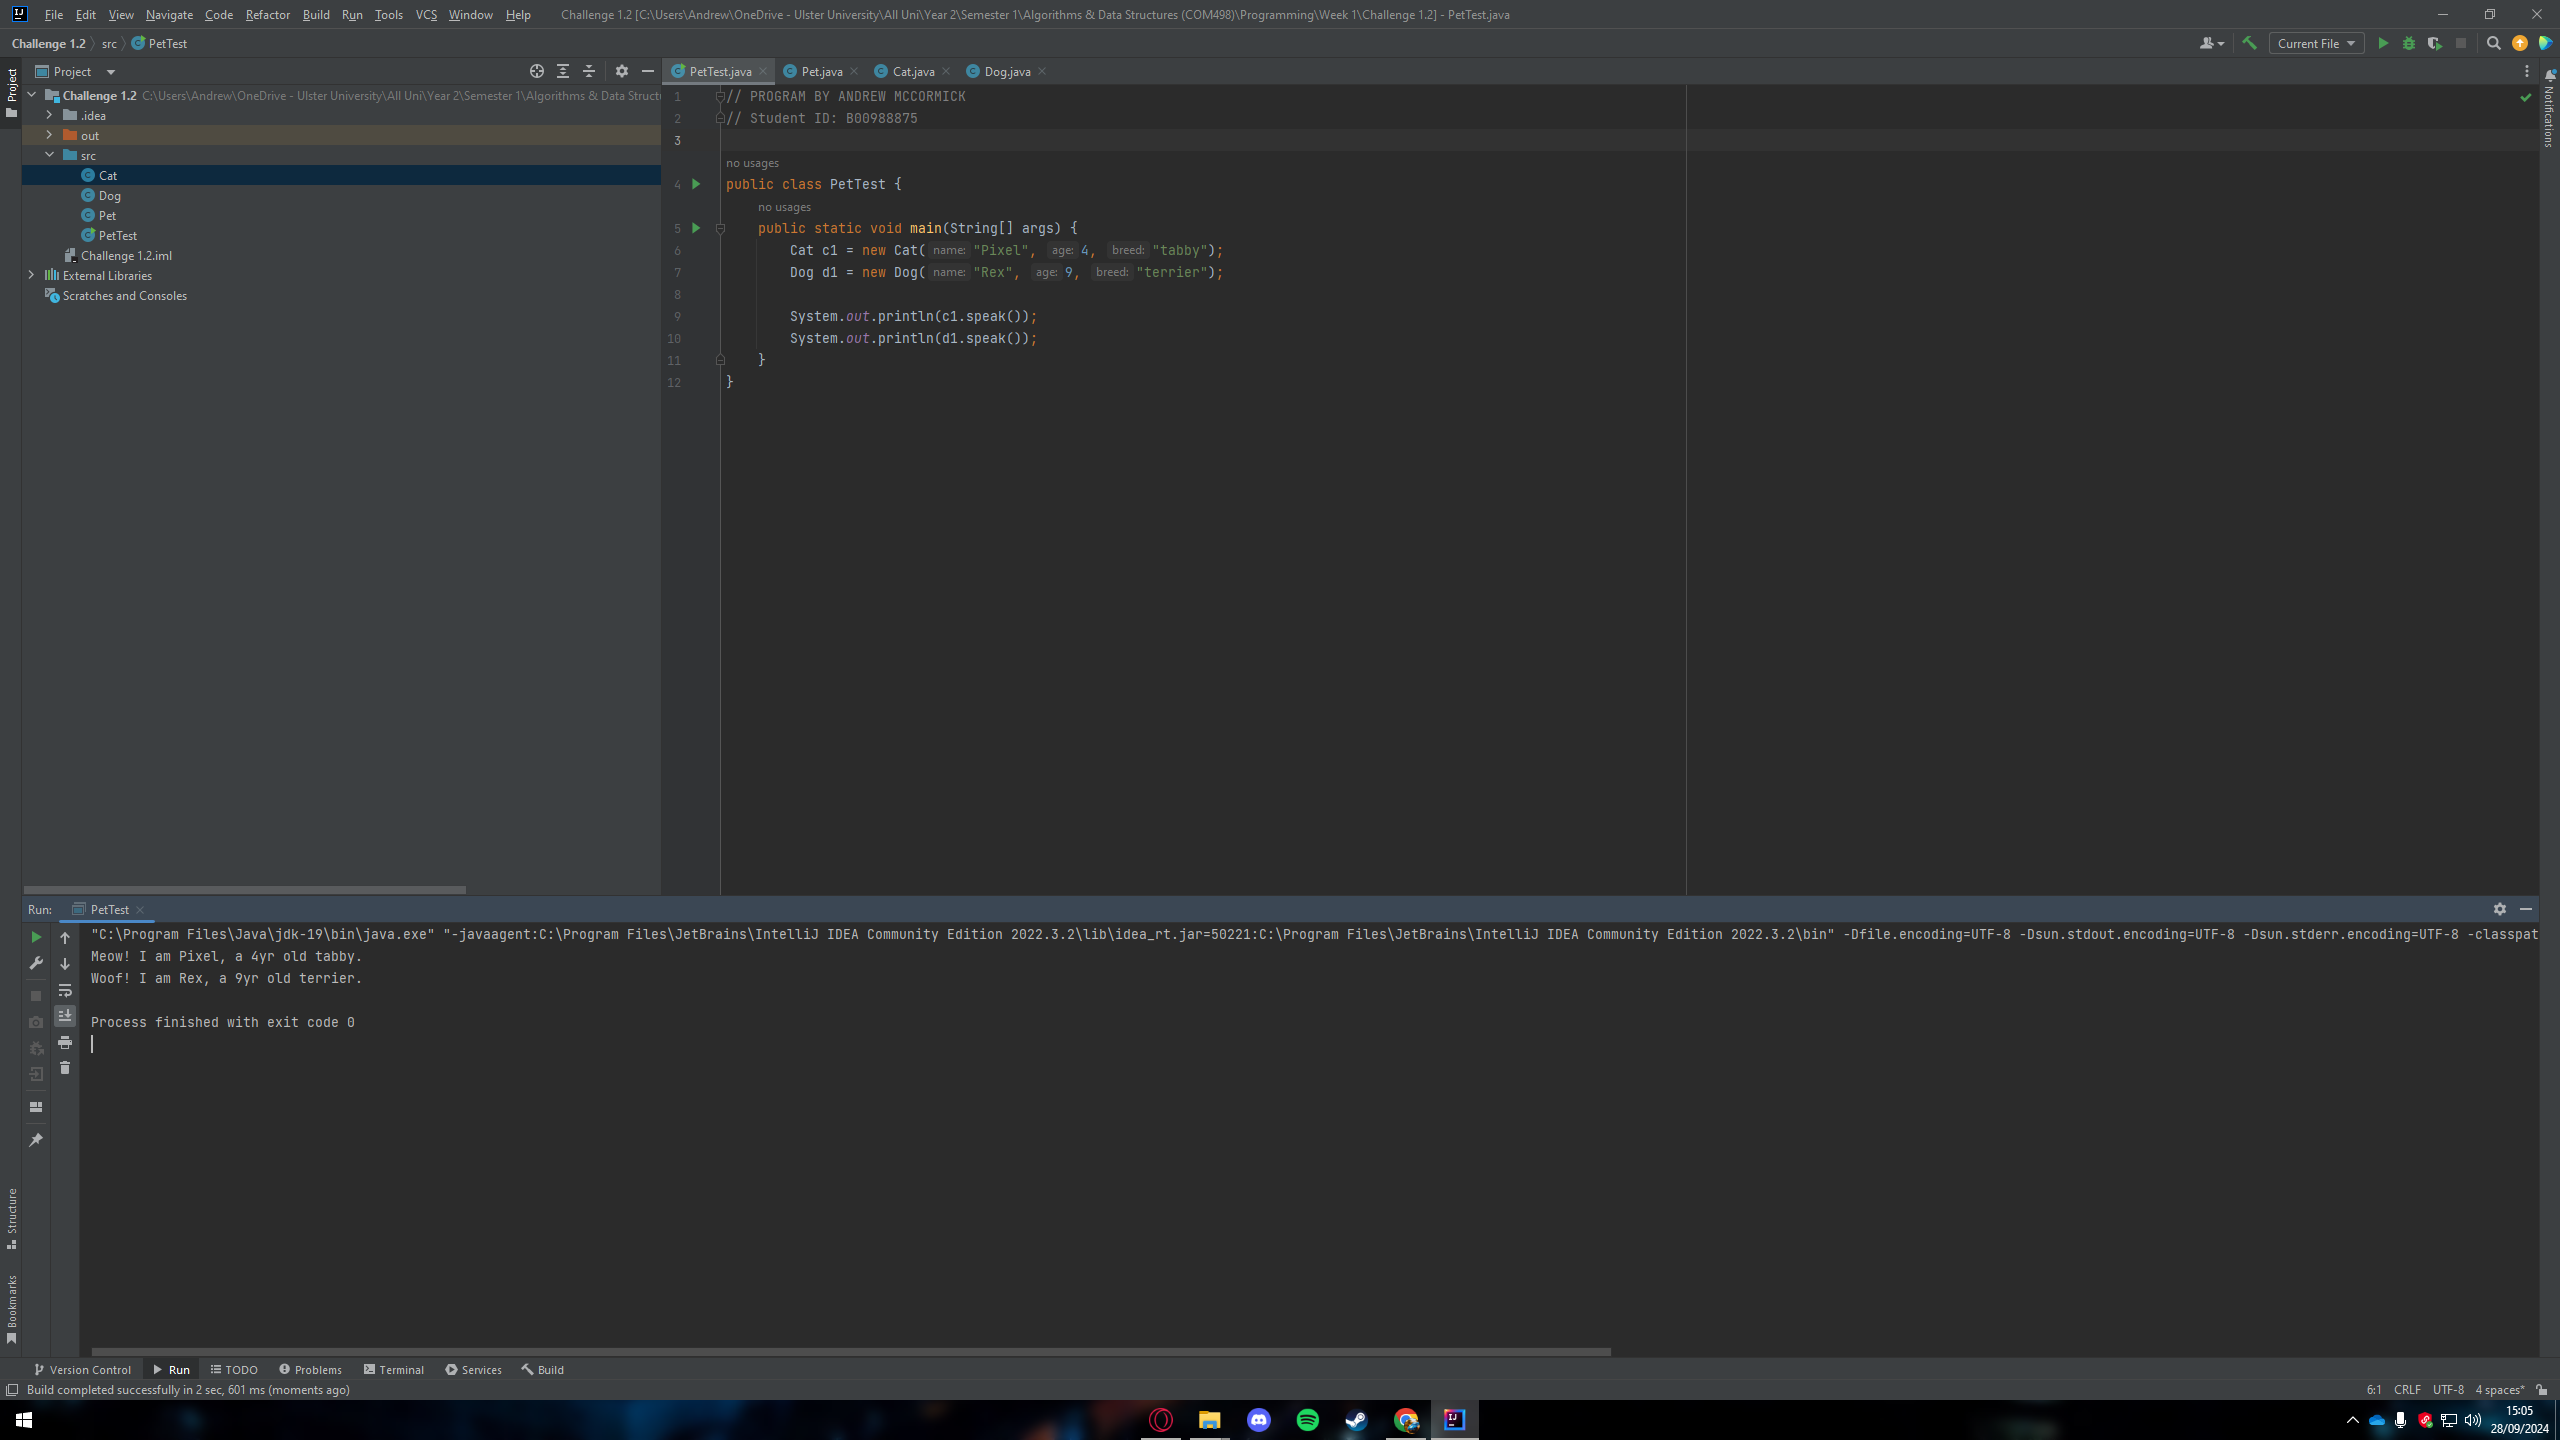 File Edit View Navigate Code Refactor Build Run Tools VCS Window Help Challenge 1.2 [C:\Users\Andrew\OneDrive - Ulster University\All Uni\Year 2\Semester 1\Algorithms & Data Structures (COM498)\Programming\Week 1\Challenge 1.2] - PetTest.java
Challenge 1.2 src PetTest
Current File
Project
Project
PetTest.java Pet.java Cat.java Dog.java
Notifications
Challenge 1.2 C:\Users\Andrew\OneDrive - Ulster University\All Uni\Year 2\Semester 1\Algorithms & Data Struct
.idea
out
src
Cat
Dog
Pet
PetTest
Challenge 1.2.iml
External Libraries
Scratches and Consoles
1 // PROGRAM BY ANDREW MCCORMICK
2 // Student ID: B00988875
3
no usages
4 public class PetTest {
no usages
5 public static void main(String[] args) {
6 Cat c1 = new Cat( name: "Pixel", age: 4, breed: "tabby");
7 Dog d1 = new Dog( name: "Rex", age: 9, breed: "terrier");
8
9 System.out.println(c1.speak());
10 System.out.println(d1.speak());
11 }
12 }
Run: PetTest
"C:\Program Files\Java\jdk-19\bin\java.exe" "-javaagent:C:\Program Files\JetBrains\IntelliJ IDEA Community Edition 2022.3.2\lib\idea_rt.jar=50221:C:\Program Files\JetBrains\IntelliJ IDEA Community Edition 2022.3.2\bin" -Dfile.encoding=UTF-8 -Dsun.stdout.encoding=UTF-8 -Dsun.stderr.encoding=UTF-8 -classpat
Meow! I am Pixel, a 4yr old tabby.
Woof! I am Rex, a 9yr old terrier.
Process finished with exit code 0
Structure
Bookmarks
Version Control Run TODO Problems Terminal Services Build
Build completed successfully in 2 sec, 601 ms (moments ago)
6:1 CRLF UTF-8 4 spaces*
15:05
28/09/2024